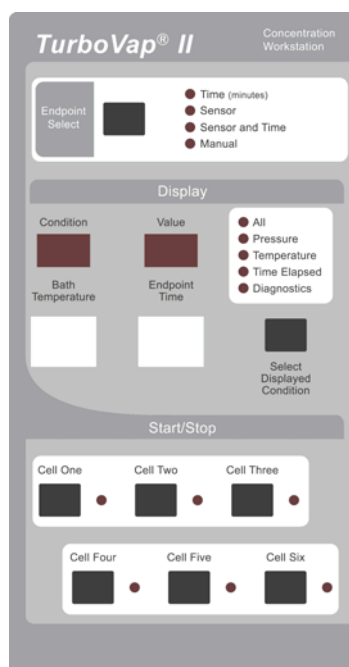 TurboVap® II
Concentration
Workstation
Endpoint
Select
Time (minutes)
Sensor
Sensor and Time
Manual
Display
Condition
Value
All
Pressure
Temperature
Time Elapsed
Diagnostics
Bath
Temperature
Endpoint
Time
Select
Displayed
Condition
Start/Stop
Cell One
Cell Two
Cell Three
Cell Four
Cell Five
Cell Six